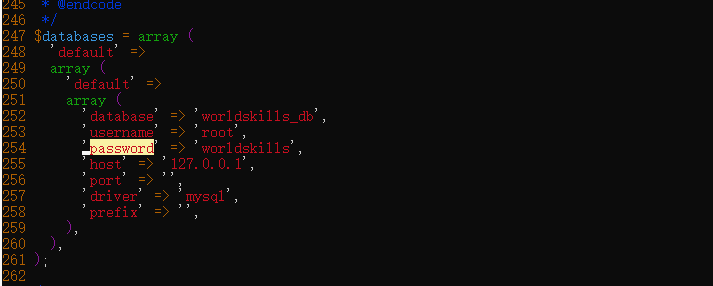 245  * @endcode
246  */
247 $databases = array (
248   'default' =>
249   array (
250     'default' =>
251     array (
252       'database' => 'worldskills_db',
253       'username' => 'root',
254       'password' => 'worldskills',
255       'host' => '127.0.0.1',
256       'port' => '',
257       'driver' => 'mysql',
258       'prefix' => '',
259     ),
260   ),
261 );
262